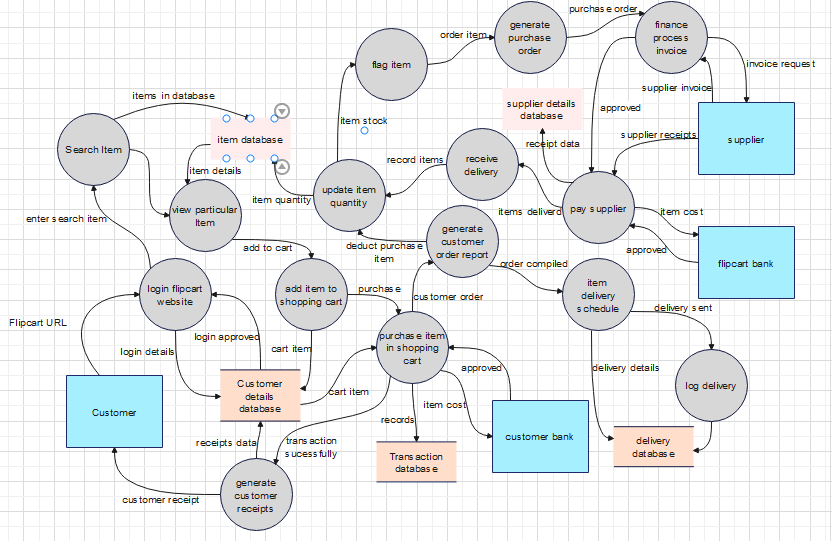 generate
purchase
order
purchase order
finance
process
invoice
order item
flag item
invoice request
supplier invoice
items in database
supplier details
database
approved
item stock
supplier
supplier receipts
Search Item
item database
receipt data
record items
receive
delivery
item details
update item
quantity
item quantity
view particular
Item
items deliverd
pay supplier
item cost
enter search item
generate
customer
order report
deduct purchase
item
add to cart
approved
flipcart bank
order compiled
login flipcart
website
add item to
shopping cart
purchase
customer order
item
delivery
schedule
delivery sent
Flipcart URL
login approved
purchase item
in shopping
cart
login details
cart item
approved
delivery details
log delivery
Customer
Customer
details
database
cart item
item cost
records
receipts data
transaction
sucessfully
customer bank
delivery
database
Transaction
database
generate
customer
receipts
customer receipt